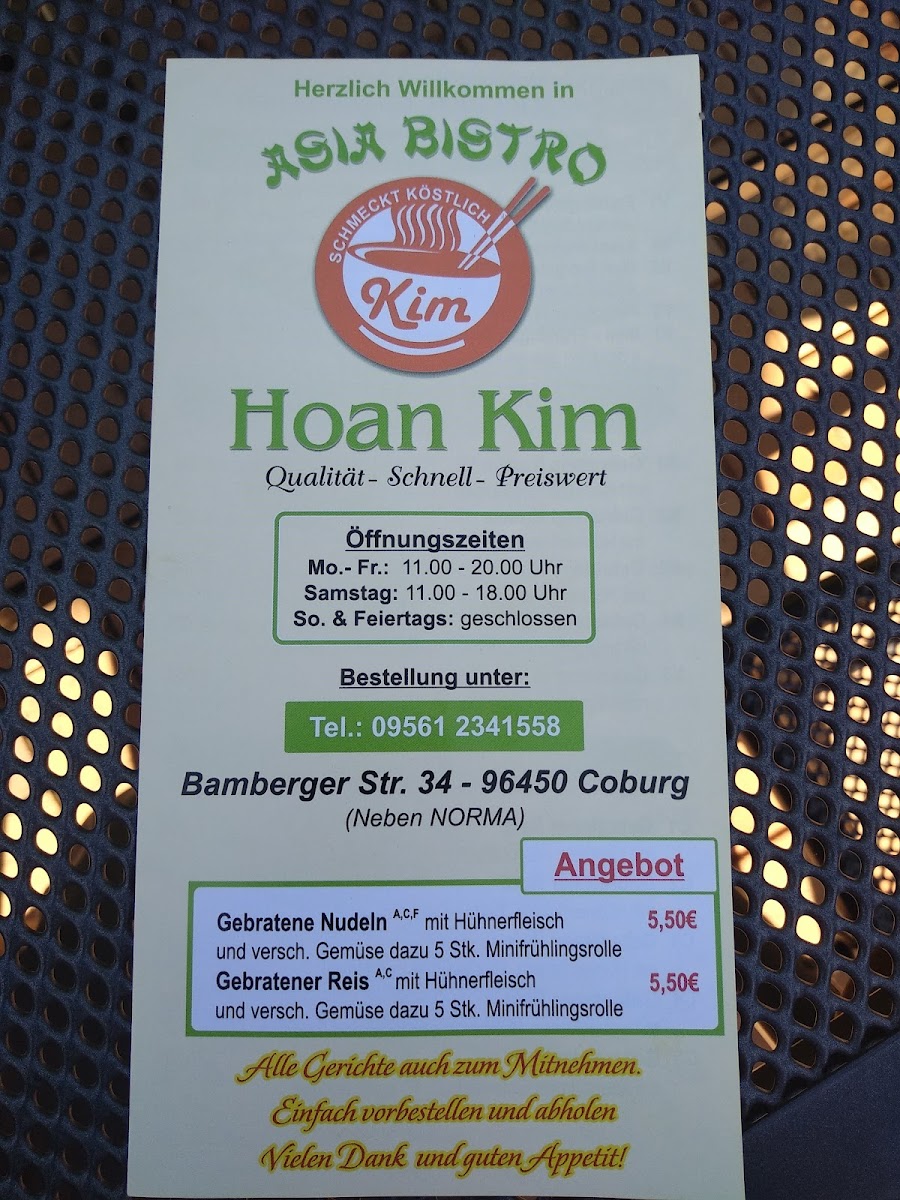 Herzlich Willkommen in
ASIA BISTRO
SCHMECKT KÖSTLICH
Kim
Hoan Kim
Qualität - Schnell - Preiswert
Öffnungszeiten
Mo.- Fr.: 11.00 - 20.00 Uhr
Samstag: 11.00 - 18.00 Uhr
So. & Feiertags: geschlossen
Bestellung unter:
Tel.: 09561 2341558
Bamberger Str. 34 - 96450 Coburg
(Neben NORMA)
Angebot
Gebratene Nudeln A,C,F mit Hühnerfleisch 5,50€
und versch. Gemüse dazu 5 Stk. Minifrühlingsrolle
Gebratener Reis A,C mit Hühnerfleisch 5,50€
und versch. Gemüse dazu 5 Stk. Minifrühlingsrolle
Alle Gerichte auch zum Mitnehmen.
Einfach vorbestellen und abholen
Vielen Dank und guten Appetit!